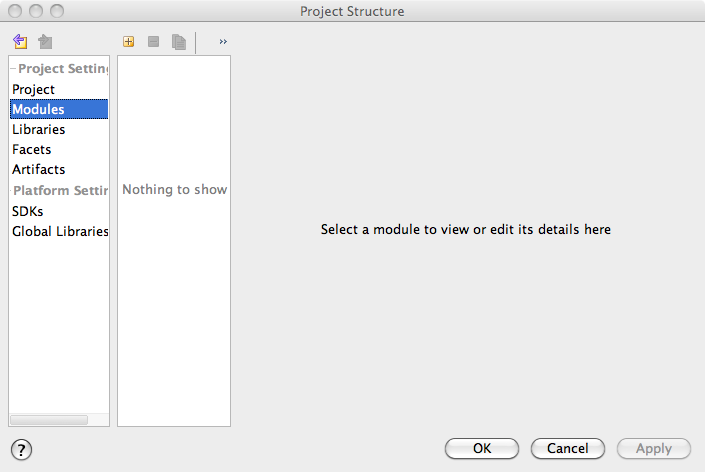 Project Structure
Project Settin
Project
Modules
Libraries
Facets
Artifacts
Platform Settin
SDKs
Global Libraries
»
Nothing to show
Select a module to view or edit its details here
?
OK
Cancel
Apply